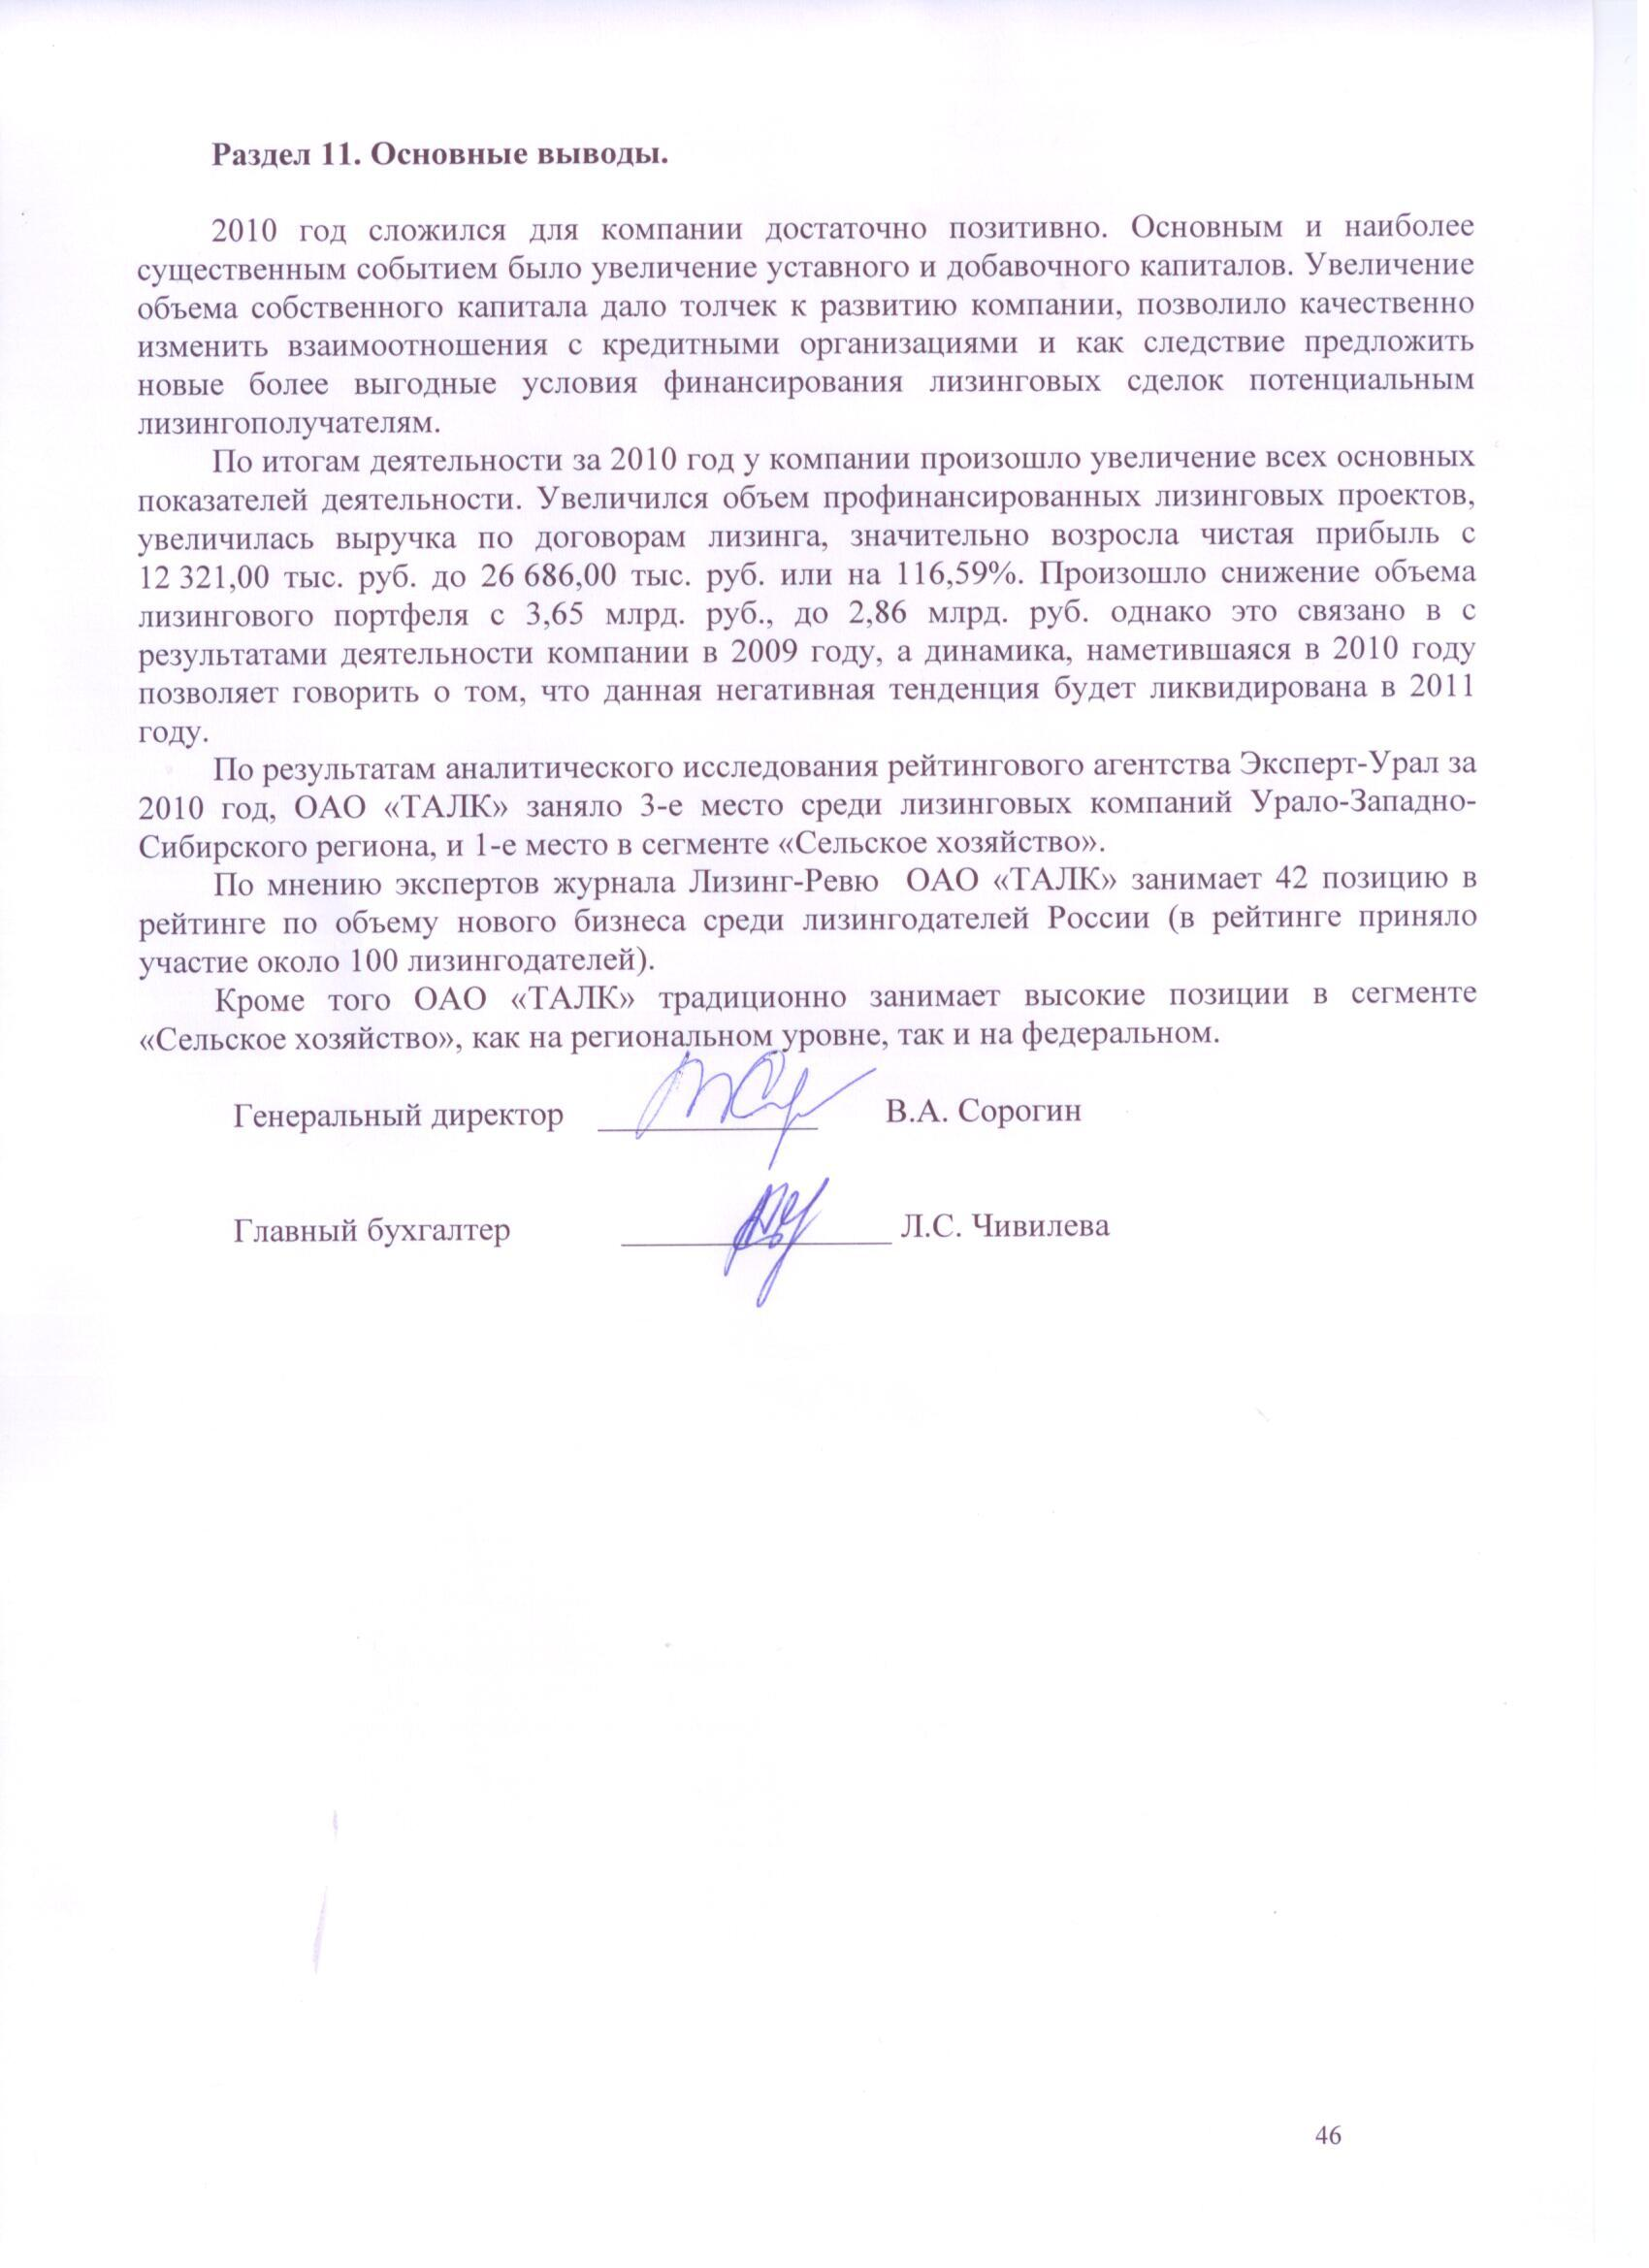 Раздел 11. Основные выводы.
2010 год сложился для компании достаточно позитивно. Основным и наиболее
существенным событием было увеличение уставного и добавочного капиталов. Увеличение
объема собственного капитала дало толчек к развитию компании, позволило качественно
изменить взаимоотношения с кредитными организациями и как следствие предложить
новые более выгодные условия финансирования лизинговых сделок потенциальным
лизингополучателям.
По итогам деятельности за 2010 год у компании произошло увеличение всех основных
показателей деятельности. Увеличился объем профинансированных лизинговых проектов,
увеличилась выручка по договорам лизинга, значительно возросла чистая прибыль с
12 321,00 тыс. руб. до 26 686,00 тыс. руб. или на 116,59%. Произошло снижение объема
лизингового портфеля с 3,65 млрд. руб., до 2,86 млрд. руб. однако это связано в с
результатами деятельности компании в 2009 году, а динамика, наметившаяся в 2010 году
позволяет говорить о том, что данная негативная тенденция будет ликвидирована в 2011
году.
По результатам аналитического исследования рейтингового агентства Эксперт-Урал за
2010 год, ОАО «ТАЛК» заняло 3-е место среди лизинговых компаний Урало-Западно-
Сибирского региона, и 1-е место в сегменте «Сельское хозяйство».
По мнению экспертов журнала Лизинг-Ревю ОАО «ТАЛК» занимает 42 позицию в
рейтинге по объему нового бизнеса среди лизингодателей России (в рейтинге приняло
участие около 100 лизингодателей).
Кроме того ОАО «ТАЛК» традиционно занимает высокие позиции в сегменте
«Сельское хозяйство», как на региональном уровне, так и на федеральном.
Генеральный директор В.А. Сорогин
Главный бухгалтер Л.С. Чивилева
46